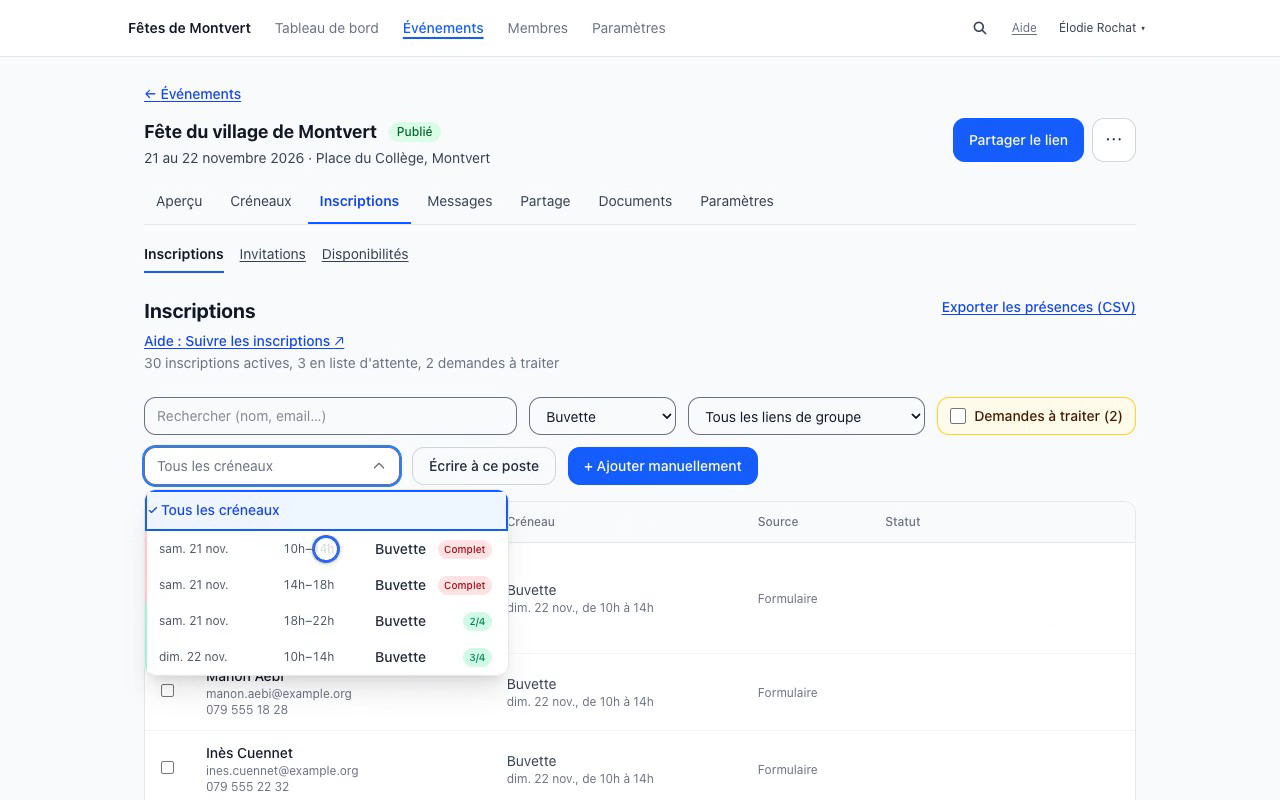 Fêtes de Montvert Tableau de bord Événements Membres Paramètres Aide Élodie Rochat
← Événements
Fête du village de Montvert Publié
21 au 22 novembre 2026 · Place du Collège, Montvert
Partager le lien ...
Aperçu Créneaux Inscriptions Messages Partage Documents Paramètres
Inscriptions Invitations Disponibilités
Inscriptions
Exporter les présences (CSV)
Aide : Suivre les inscriptions ↗
30 inscriptions actives, 3 en liste d'attente, 2 demandes à traiter
Rechercher (nom, email...) Buvette Tous les liens de groupe Demandes à traiter (2)
Tous les créneaux Écrire à ce poste + Ajouter manuellement
✓ Tous les créneaux
sam. 21 nov. 10h–14h Buvette Complet
sam. 21 nov. 14h–18h Buvette Complet
sam. 21 nov. 18h–22h Buvette 2/4
dim. 22 nov. 10h–14h Buvette 3/4
Créneau Source Statut
Buvette
dim. 22 nov., de 10h à 14h
Formulaire
Manon Aebi
manon.aebi@example.org
079 555 18 28
Buvette
dim. 22 nov., de 10h à 14h
Formulaire
Inès Cuennet
ines.cuennet@example.org
079 555 22 32
Buvette
dim. 22 nov., de 10h à 14h
Formulaire